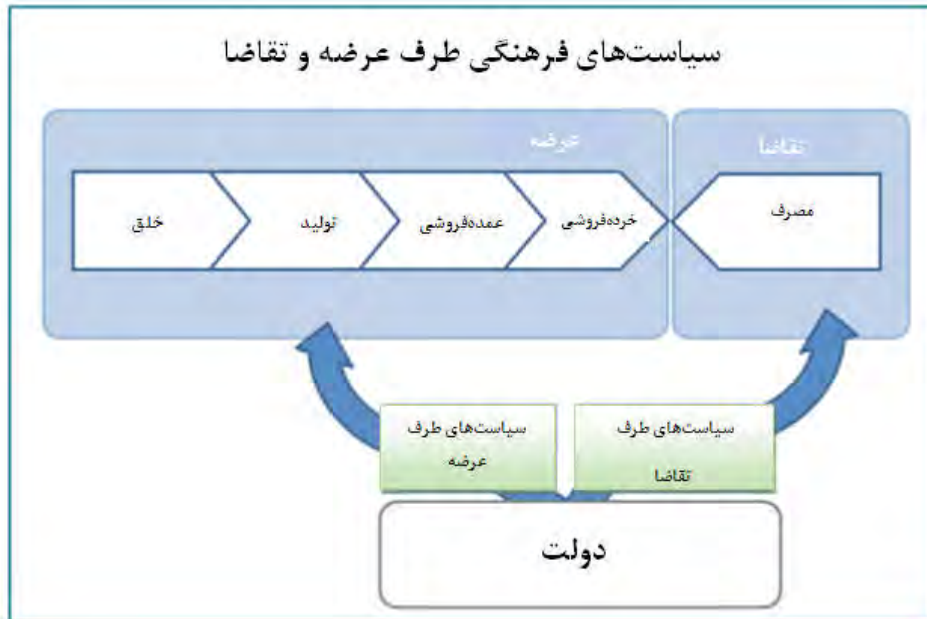 سیاست‌های فرهنگی طرف عرضه و تقاضا
عرضه
تقاضا
خلق
تولید
عمده‌فروشی
خرده‌فروشی
مصرف
سیاست‌های طرف
عرضه
سیاست‌های طرف
تقاضا
دولت